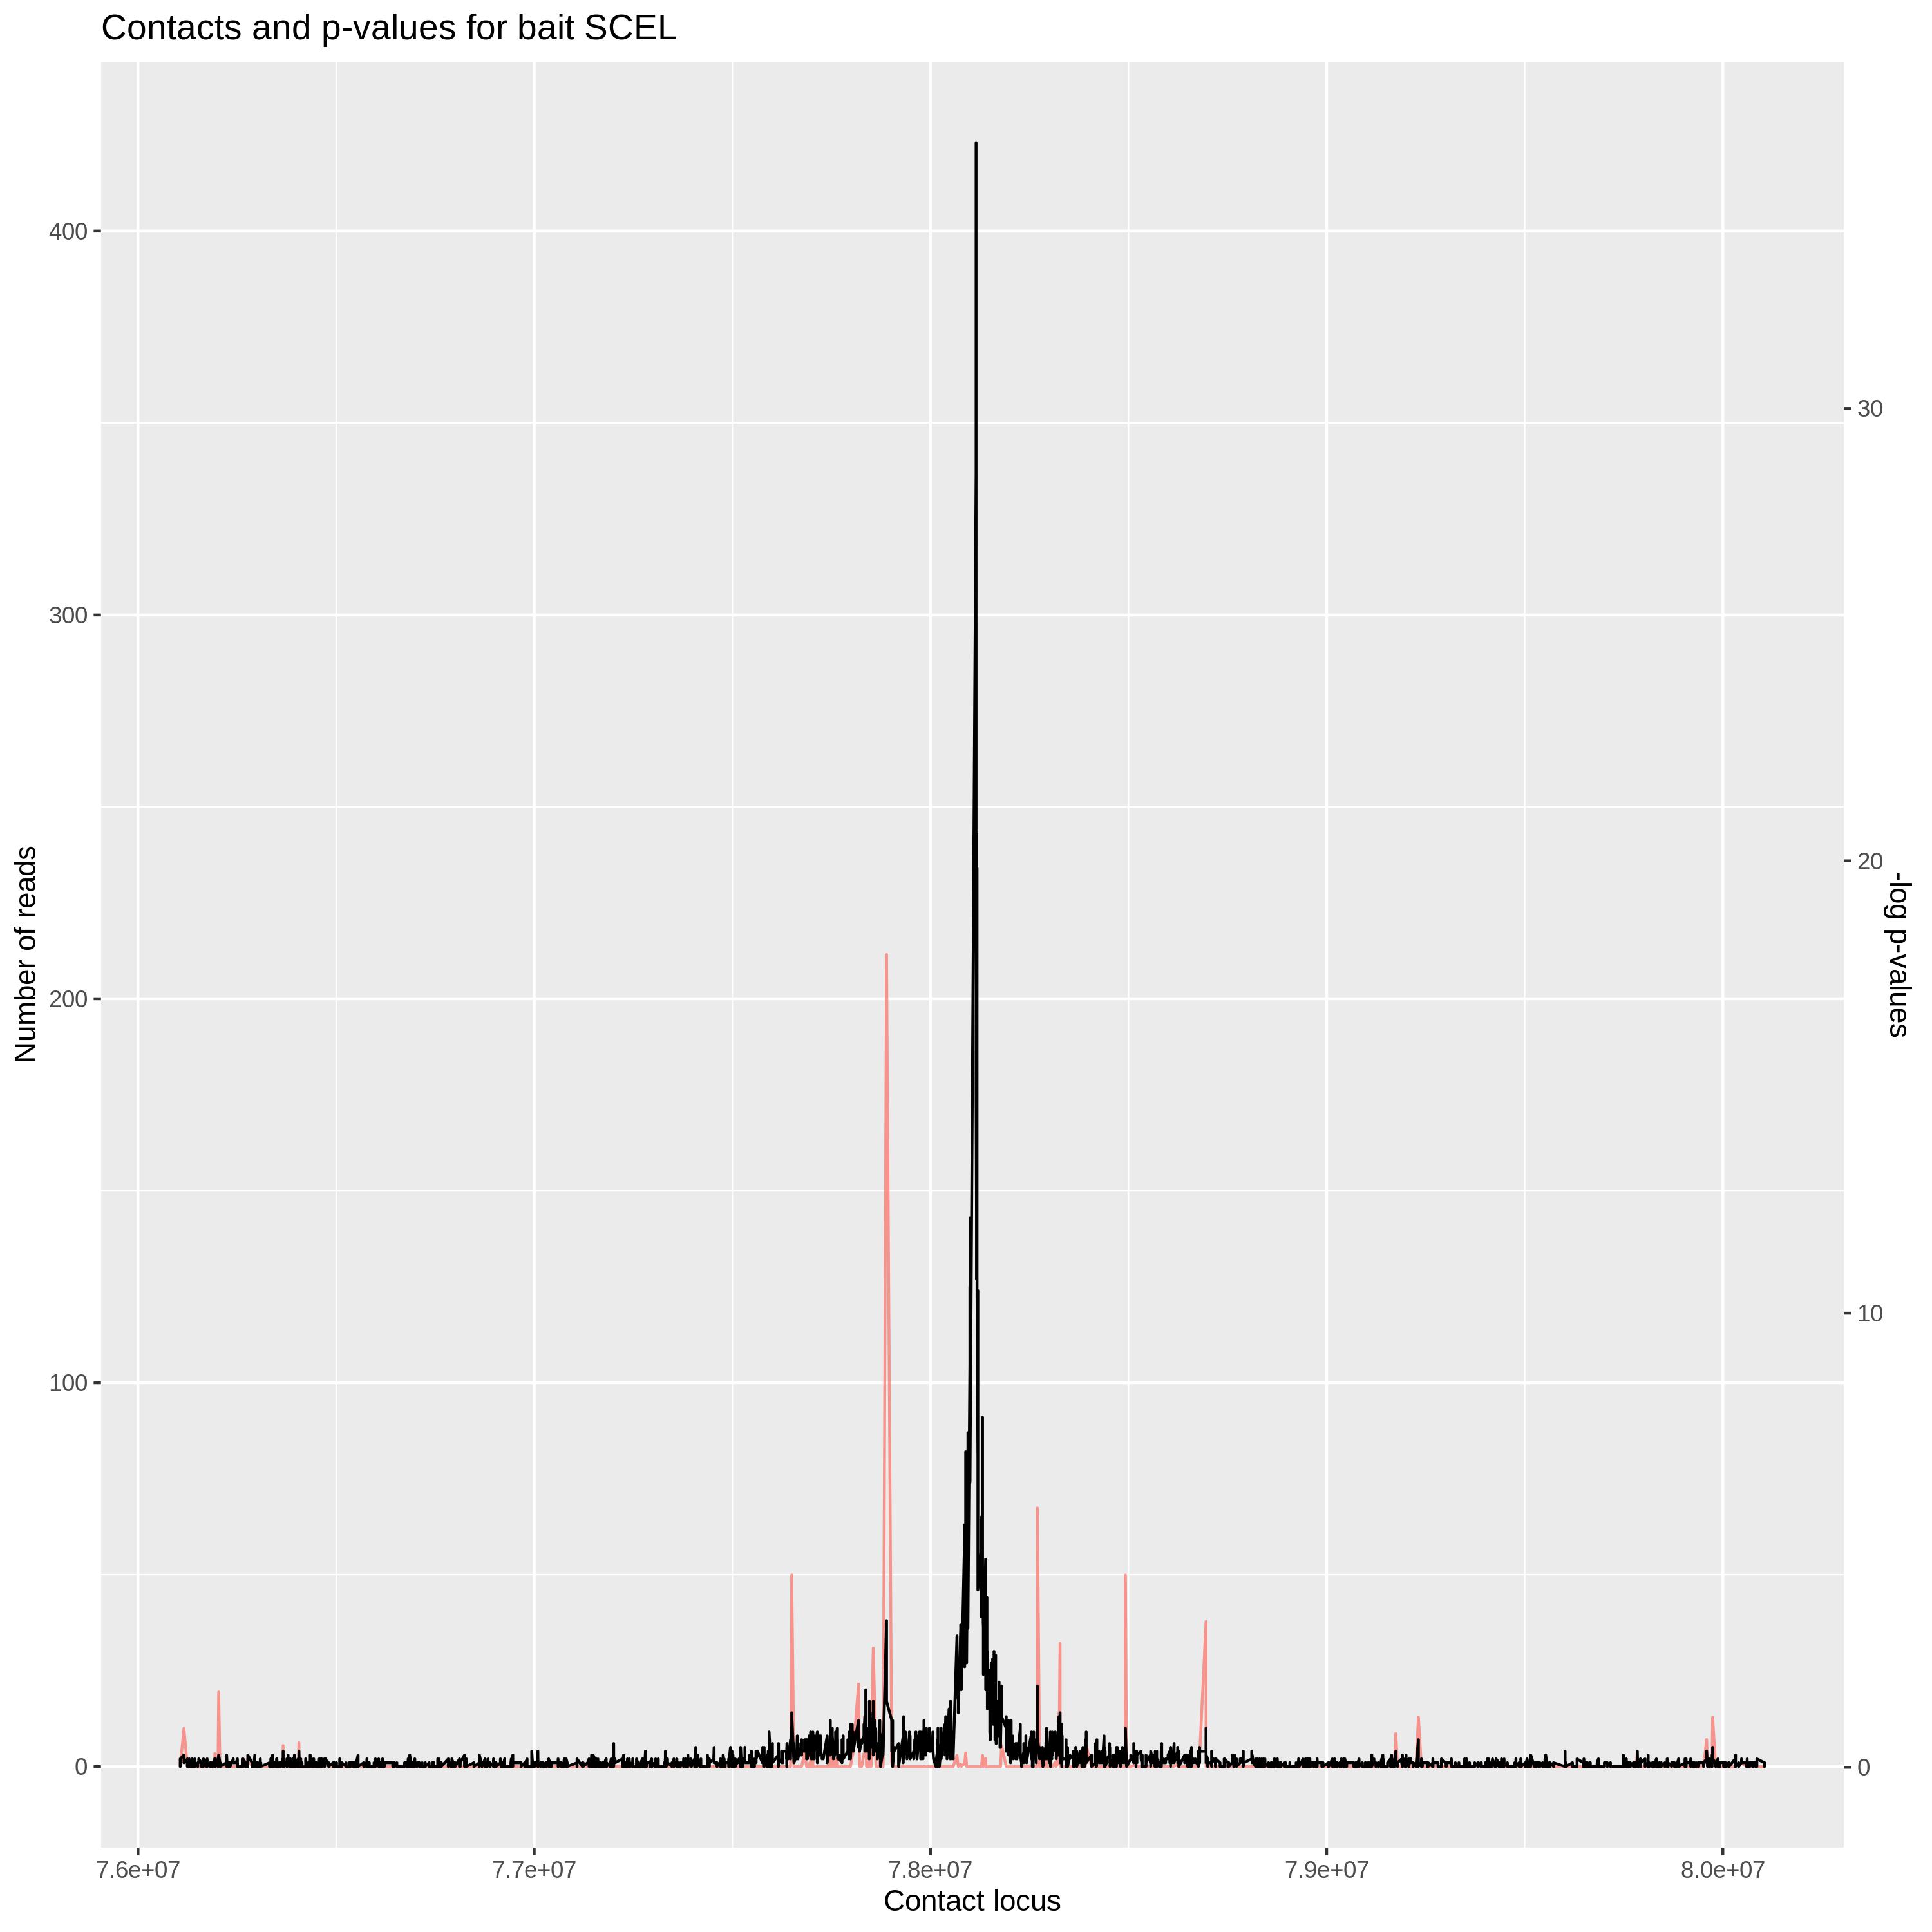 Contacts and p-values for bait SCEL
400
300
200
100
0
Number of reads
30
20
10
0
-log p-values
7.6e+07 7.7e+07 7.8e+07 7.9e+07 8.0e+07
Contact locus